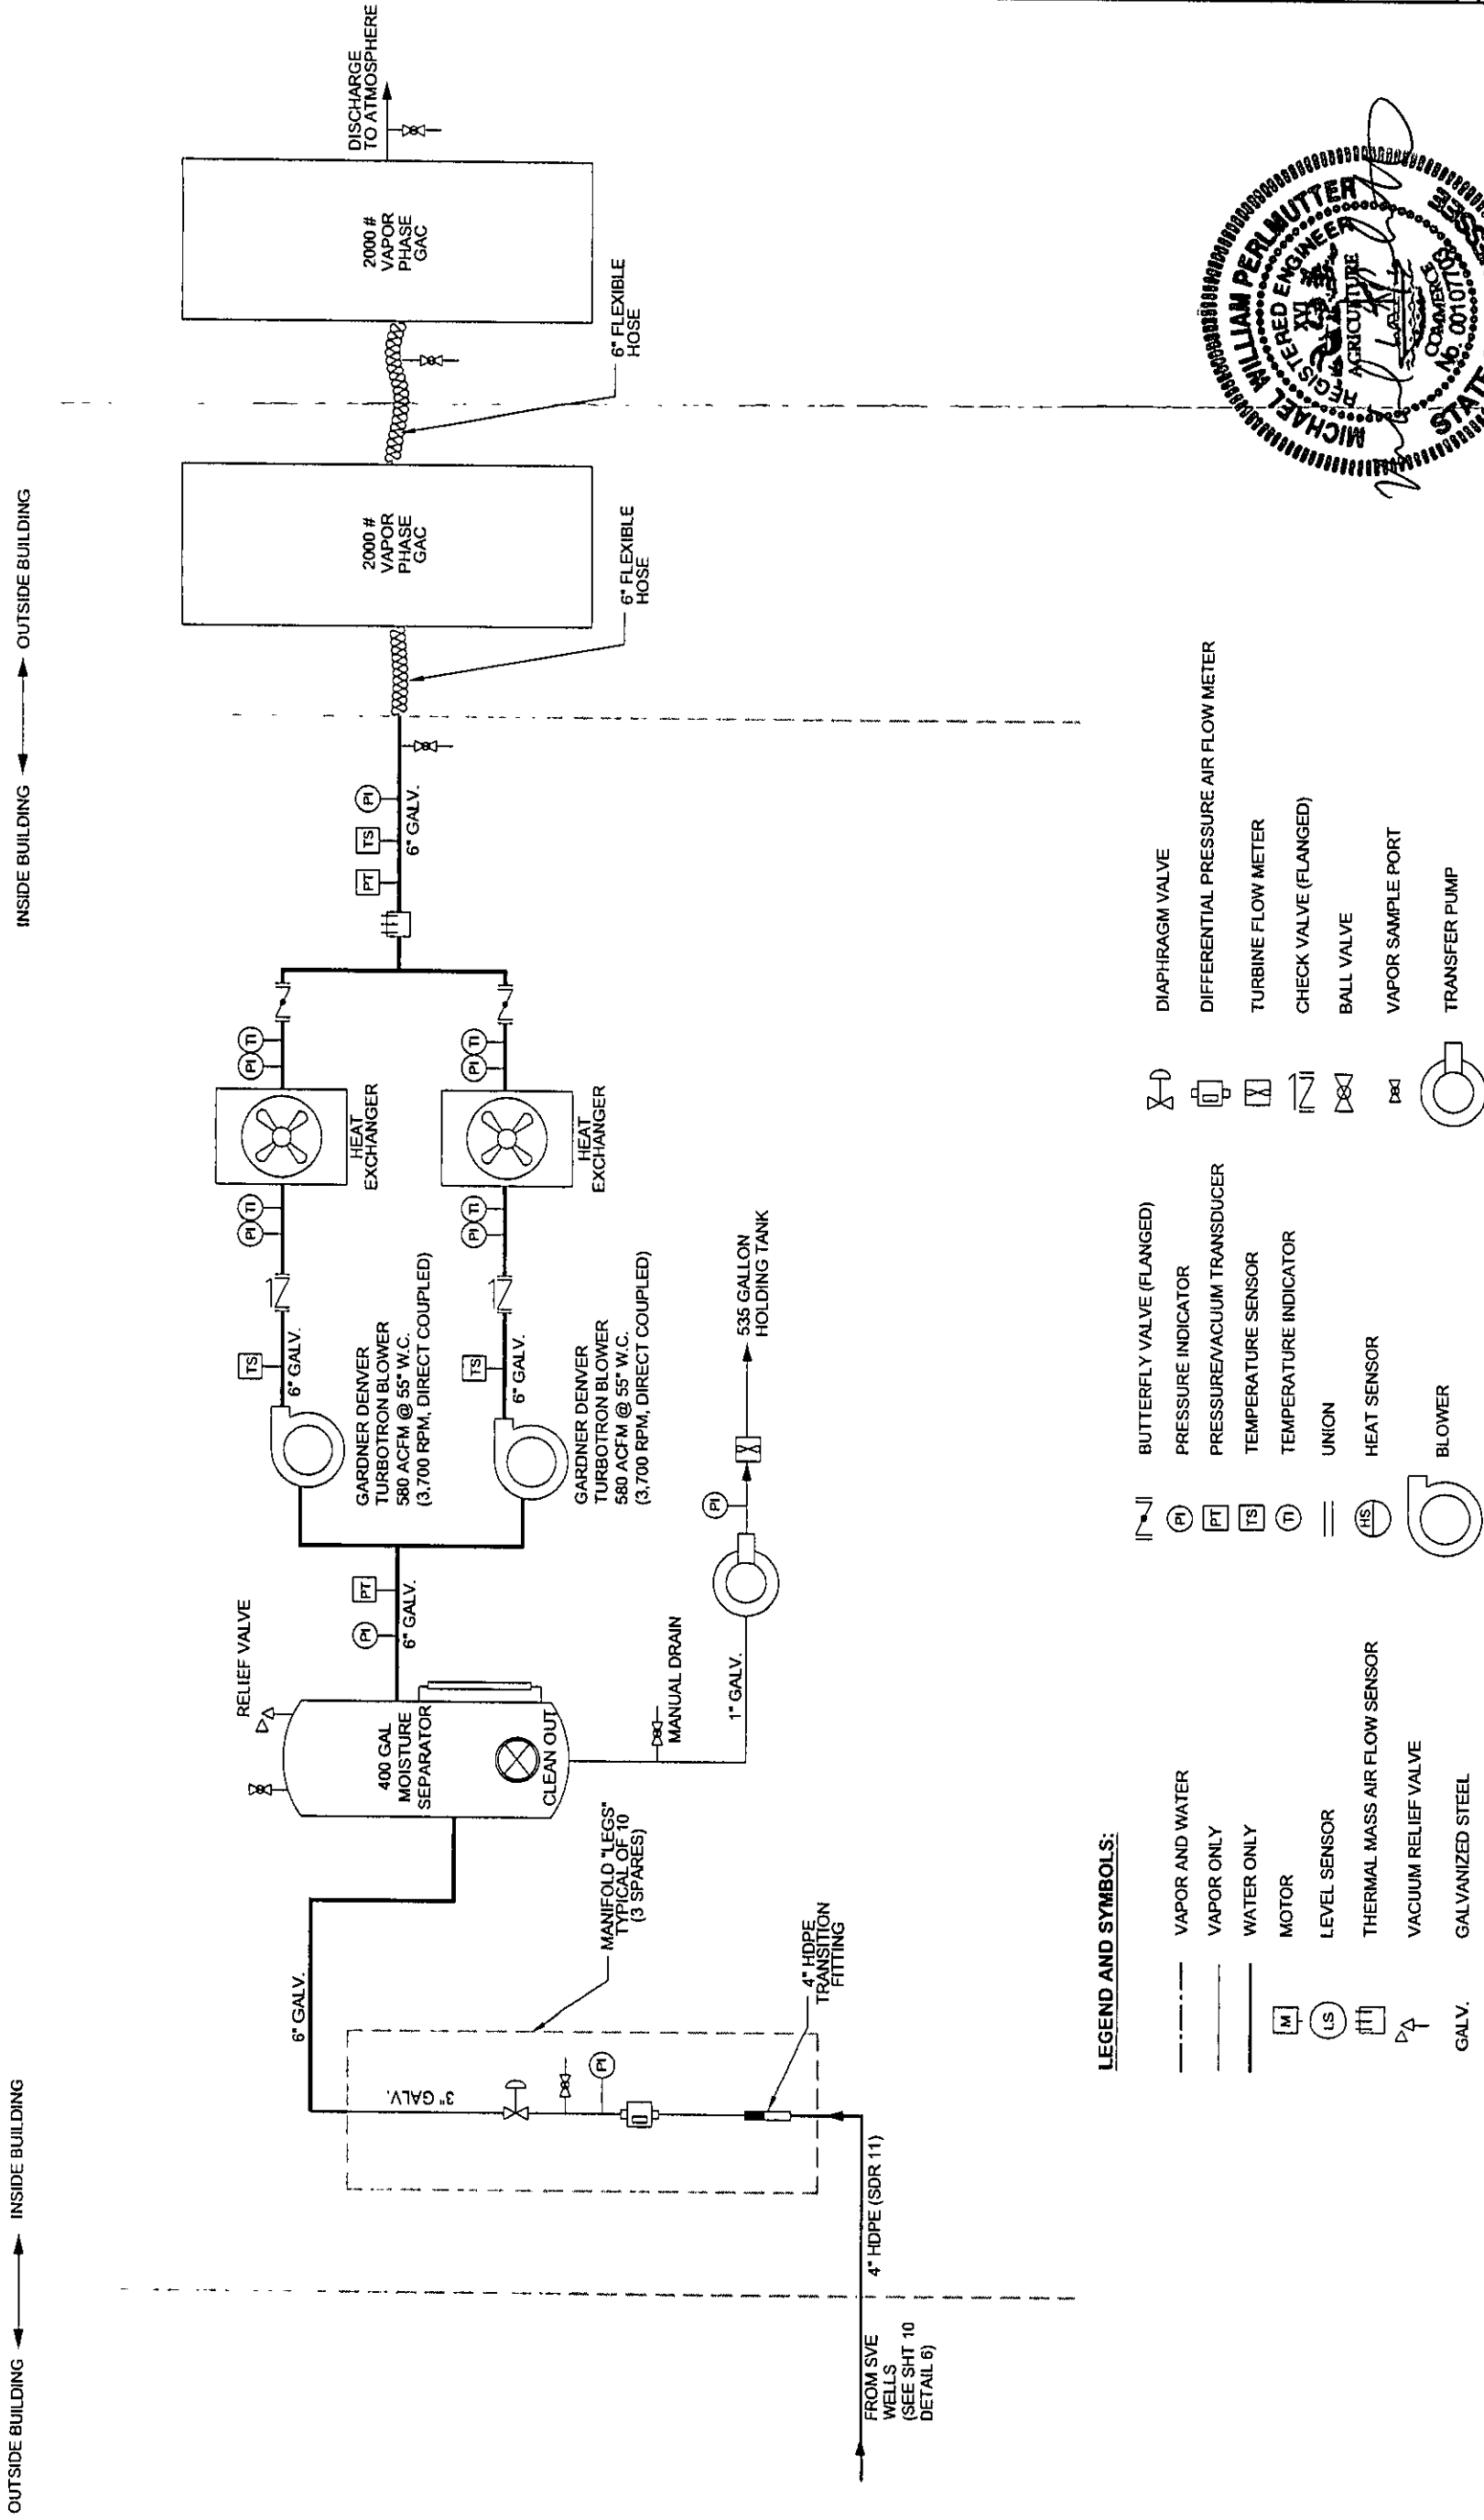 OUTSIDE BUILDING
INSIDE BUILDING
INSIDE BUILDING
OUTSIDE BUILDING
FROM SVE
WELLS
(SEE SHT 10
DETAIL 6)
4" HDPE (SDR 11)
4" HDPE
TRANSITION
FITTING
MANIFOLD "LEGS"
TYPICAL OF 10
(3 SPARES)
PI
3" GALV.
6" GALV.
400 GAL
MOISTURE
SEPARATOR
CLEAN OUT
RELIEF VALVE
MANUAL DRAIN
1" GALV.
PI
535 GALLON
HOLDING TANK
PI
PT
6" GALV.
GARDNER DENVER
TURBOTRON BLOWER
580 ACFM @ 55" W.C.
(3,700 RPM, DIRECT COUPLED)
TS
6" GALV.
PI
TI
HEAT
EXCHANGER
PI
TI
GARDNER DENVER
TURBOTRON BLOWER
580 ACFM @ 55" W.C.
(3,700 RPM, DIRECT COUPLED)
TS
6" GALV.
PI
TI
HEAT
EXCHANGER
PI
TI
PT
TS
PI
6" GALV.
6" FLEXIBLE
HOSE
2000 #
VAPOR
PHASE
GAC
6" FLEXIBLE
HOSE
2000 #
VAPOR
PHASE
GAC
DISCHARGE
TO ATMOSPHERE
LEGEND AND SYMBOLS:
VAPOR AND WATER
VAPOR ONLY
WATER ONLY
M MOTOR
LS LEVEL SENSOR
THERMAL MASS AIR FLOW SENSOR
VACUUM RELIEF VALVE
GALV. GALVANIZED STEEL
BUTTERFLY VALVE (FLANGED)
PI PRESSURE INDICATOR
PT PRESSURE/VACUUM TRANSDUCER
TS TEMPERATURE SENSOR
TI TEMPERATURE INDICATOR
UNION
HS HEAT SENSOR
BLOWER
DIAPHRAGM VALVE
DIFFERENTIAL PRESSURE AIR FLOW METER
TURBINE FLOW METER
CHECK VALVE (FLANGED)
BALL VALVE
VAPOR SAMPLE PORT
TRANSFER PUMP
MICHAEL WILLIAM PERLMUTTER
REGISTERED ENGINEER
XVI
AGRICULTURE
COMMERCE
No. 00107703
STATE